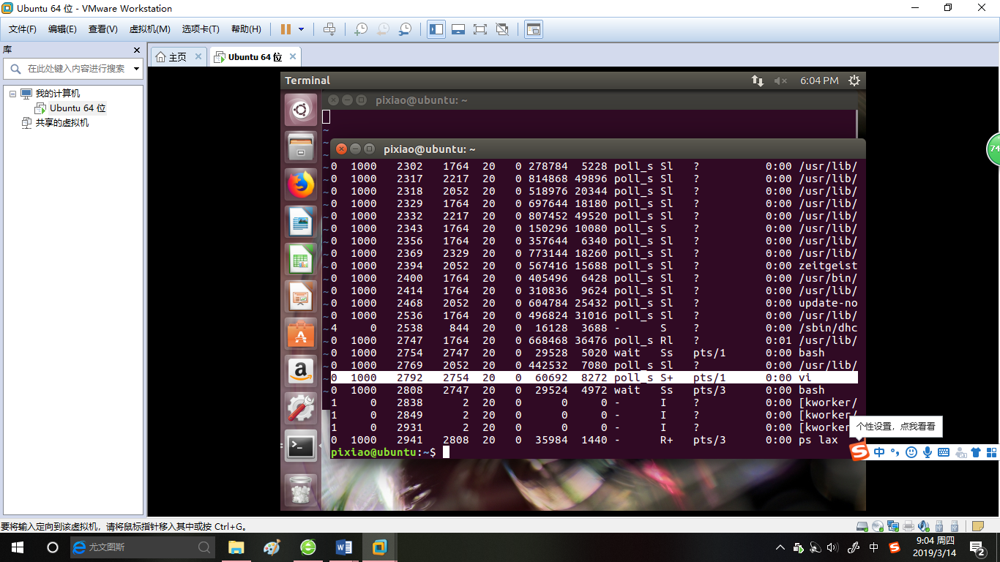 Ubuntu 64 位 - VMware Workstation
文件(F) 编辑(E) 查看(V) 虚拟机(M) 选项卡(T) 帮助(H)
库
在此处键入内容进行搜索
我的计算机
Ubuntu 64 位
共享的虚拟机
主页 Ubuntu 64 位
Terminal 6:04 PM
pixiao@ubuntu: ~
pixiao@ubuntu: ~
0 1000 2302 1764 20 0 278784 5228 poll_s Sl ? 0:00 /usr/lib/
0 1000 2317 2217 20 0 814868 49896 poll_s Sl ? 0:00 /usr/lib/
0 1000 2318 2052 20 0 518976 20344 poll_s Sl ? 0:00 /usr/lib/
0 1000 2329 1764 20 0 697644 18180 poll_s Sl ? 0:00 /usr/lib/
0 1000 2332 2217 20 0 807452 49520 poll_s Sl ? 0:00 /usr/lib/
0 1000 2343 1764 20 0 150296 10080 poll_s S ? 0:00 /usr/lib/
0 1000 2356 1764 20 0 357644 6340 poll_s Sl ? 0:00 /usr/lib/
0 1000 2369 2329 20 0 773144 18260 poll_s Sl ? 0:00 /usr/lib/
0 1000 2394 2052 20 0 567416 15688 poll_s Sl ? 0:00 zeitgeist
0 1000 2400 1764 20 0 405496 6428 poll_s Sl ? 0:00 /usr/bin/
0 1000 2414 1764 20 0 310836 9624 poll_s Sl ? 0:00 /usr/lib/
0 1000 2468 2052 20 0 604784 25432 poll_s Sl ? 0:00 update-no
0 1000 2536 1764 20 0 496824 31016 poll_s Sl ? 0:00 /usr/lib/
4 0 2538 844 20 0 16128 3688 - S ? 0:00 /sbin/dhc
0 1000 2747 1764 20 0 668468 36476 poll_s Rl ? 0:01 /usr/lib/
0 1000 2754 2747 20 0 29528 5020 wait Ss pts/1 0:00 bash
0 1000 2769 2052 20 0 442532 7080 poll_s Sl ? 0:00 /usr/lib/
0 1000 2792 2754 20 0 60692 8272 poll_s S+ pts/1 0:00 vi
0 1000 2808 2747 20 0 29524 4972 wait Ss pts/3 0:00 bash
1 0 2838 2 20 0 0 0 - I ? 0:00 [kworker/
1 0 2849 2 20 0 0 0 - I ? 0:00 [kworker/
1 0 2931 2 20 0 0 0 - I ? 0:00 [kworker/
0 1000 2941 2808 20 0 35984 1440 - R+ pts/3 0:00 ps lax
pixiao@ubuntu:~$
个性设置，点我看看
中
74
要将输入定向到该虚拟机，请将鼠标指针移入其中或按 Ctrl+G。
尤文图斯
中
9:04 周四
2019/3/14
2